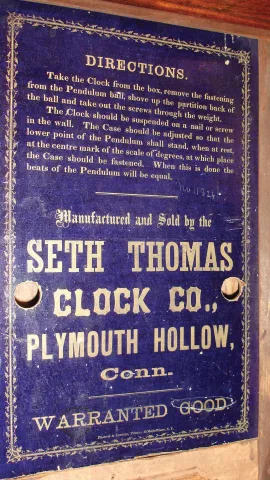 DIRECTIONS.
Take the Clock from the box, remove the fastening
from the Pendulum ball, shove up the partition back of
the ball and take out the screws through the weight.
The Clock should be suspended on a nail or screw
in the wall. The Case should be adjusted so that the
lower point of the Pendulum shall stand, when at rest,
at the centre mark of the scale of degrees, at which place
the Case should be fastened. When this is done the
beats of the Pendulum will be equal.
Manufactured and Sold by the
SETH THOMAS
CLOCK CO.,
PLYMOUTH HOLLOW,
Conn.
WARRANTED GOOD.